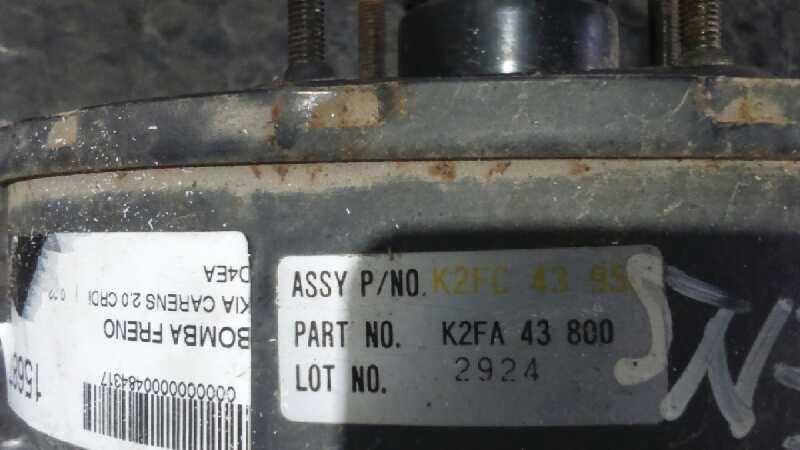 ASSY P/NO. K2FC 43 95
PART NO. K2FA 43 800
LOT NO. 2924
C000000000484317
BOMBA FRENO
KIA CARENS 2.0 CRDi
D4EA